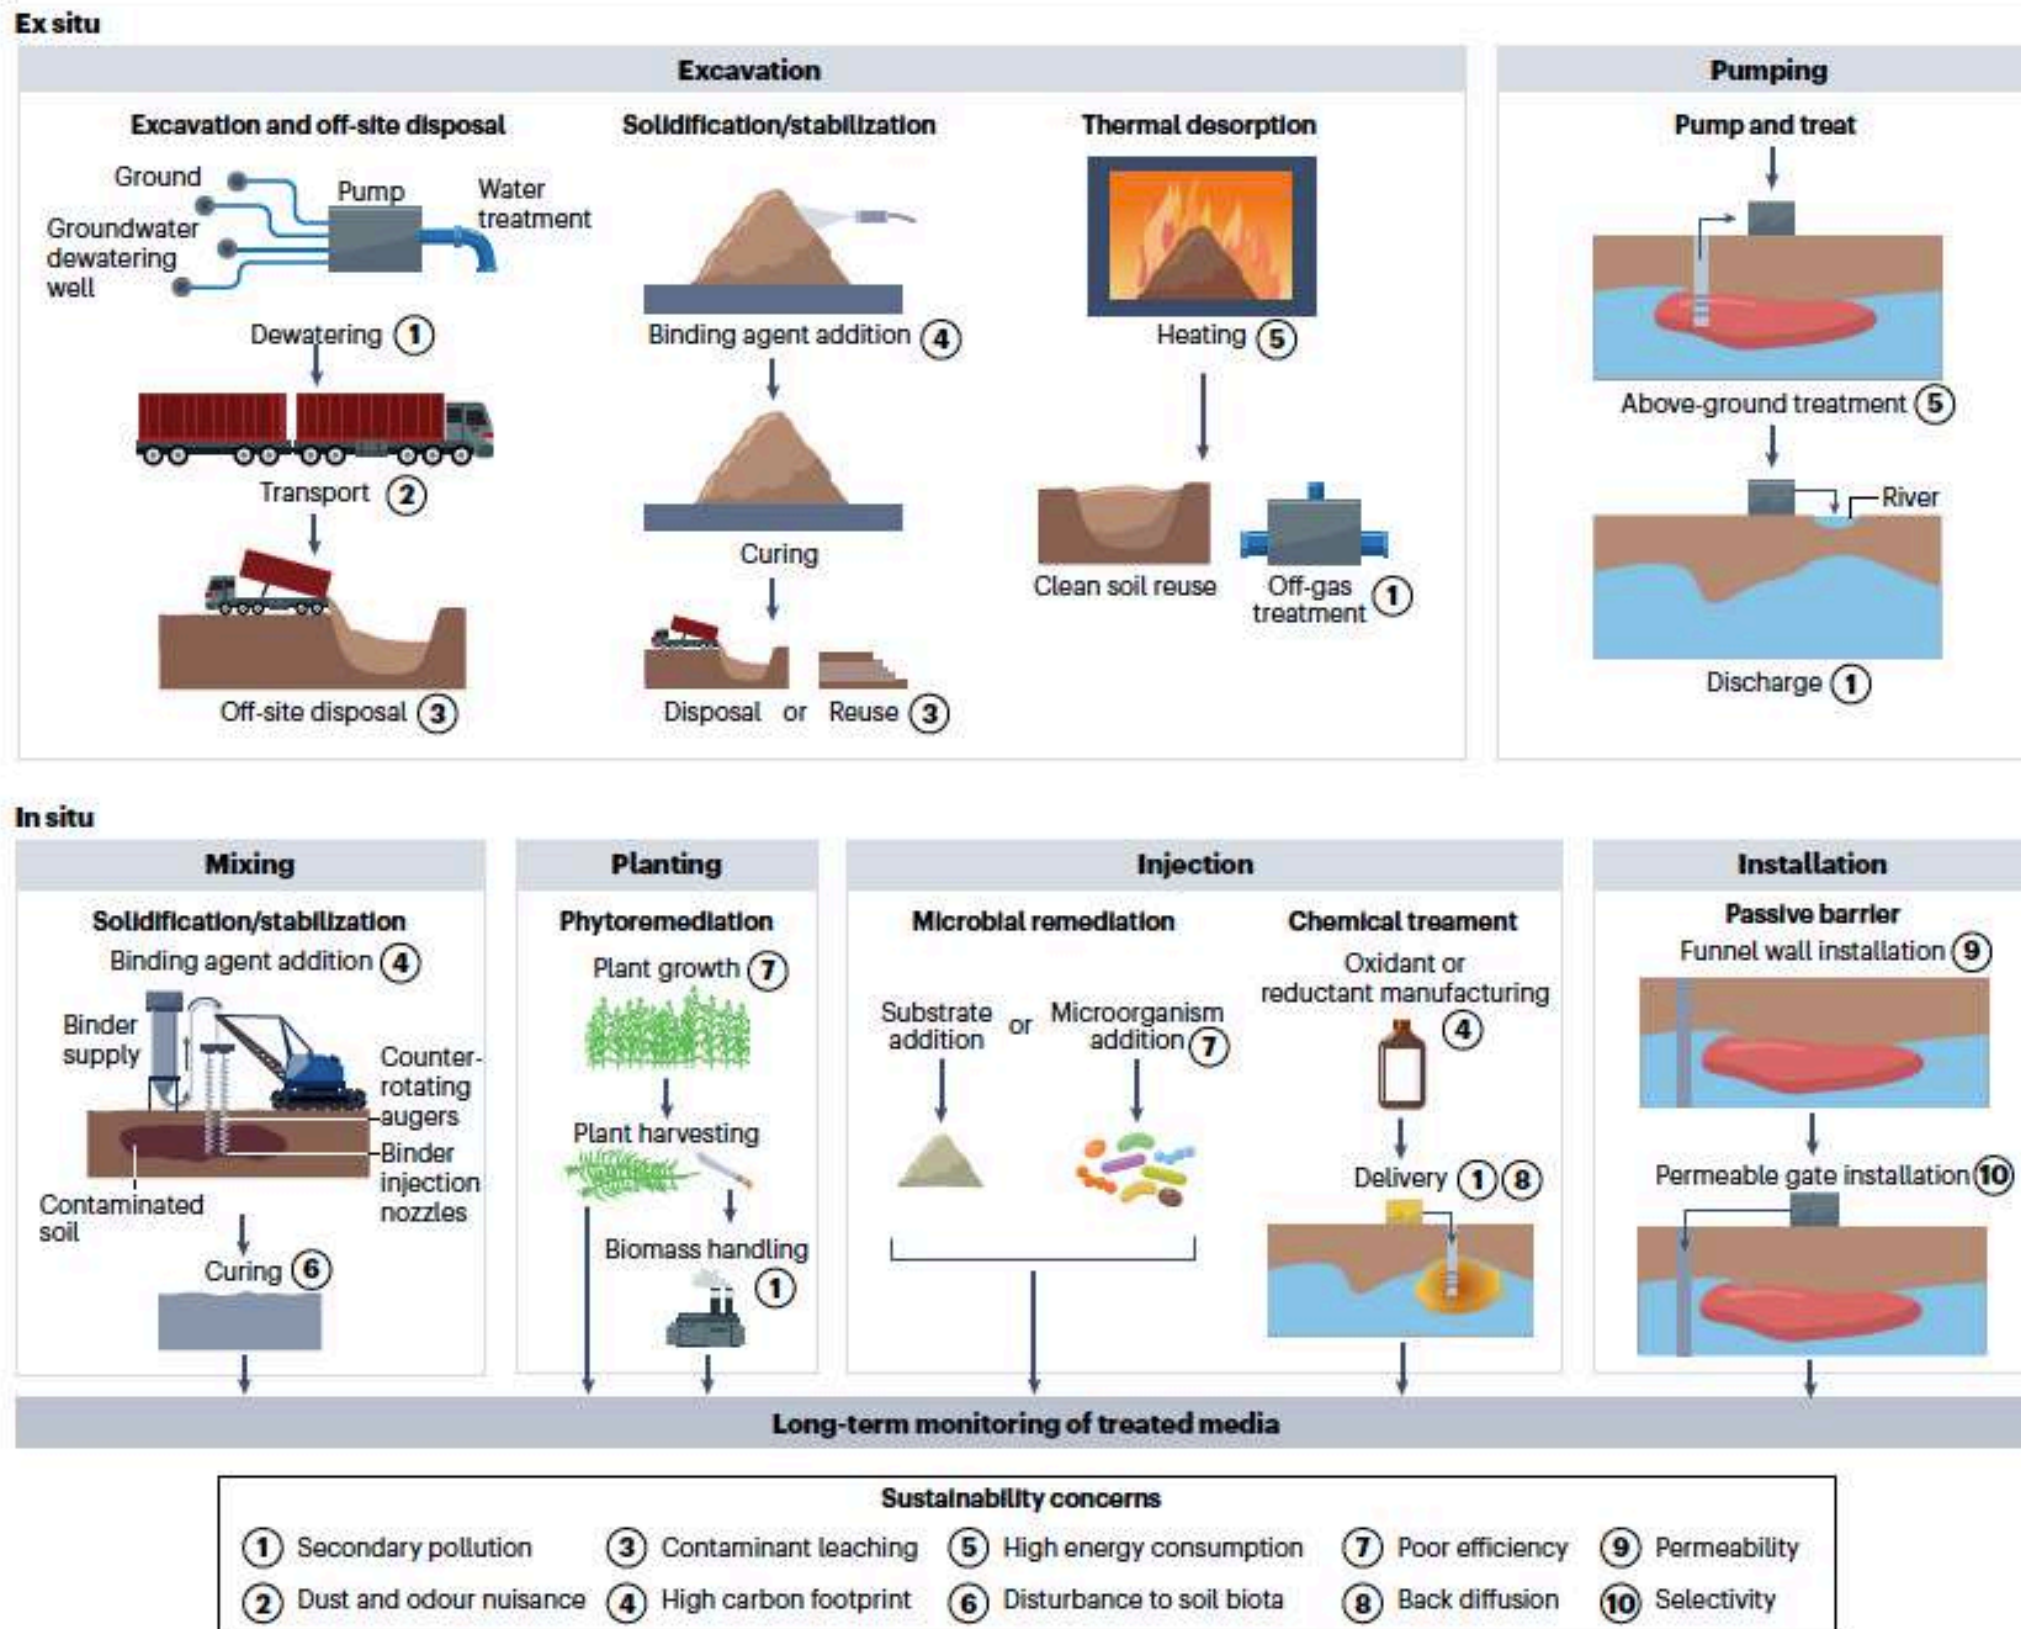 Ex situ
Excavation
Excavation and off-site disposal
Ground
Pump
Water
treatment
Groundwater
dewatering
well
Dewatering 1
Transport 2
Off-site disposal 3
Solidification/stabilization
Binding agent addition 4
Curing
Disposal or Reuse 3
Thermal desorption
Heating 5
Clean soil reuse
Off-gas
treatment 1
Pumping
Pump and treat
Above-ground treatment 5
River
Discharge 1
In situ
Mixing
Solidification/stabilization
Binding agent addition 4
Binder
supply
Counter-
rotating
augers
Binder
injection
nozzles
Contaminated
soil
Curing 6
Planting
Phytoremediation
Plant growth 7
Plant harvesting
Biomass handling
1
Injection
Microbial remediation
Substrate
addition
or
Microorganism
addition 7
Chemical treament
Oxidant or
reductant manufacturing
4
Delivery 1 8
Installation
Passive barrier
Funnel wall installation 9
Permeable gate installation 10
Long-term monitoring of treated media
Sustainability concerns
1 Secondary pollution
3 Contaminant leaching
5 High energy consumption
7 Poor efficiency
9 Permeability
2 Dust and odour nuisance
4 High carbon footprint
6 Disturbance to soil biota
8 Back diffusion
10 Selectivity